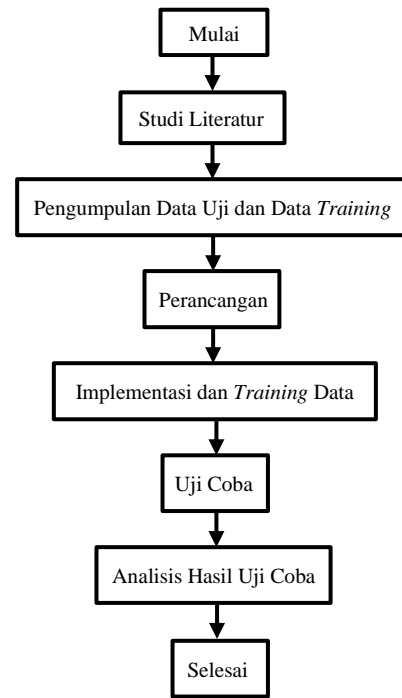 Mulai
Studi Literatur
Pengumpulan Data Uji dan Data Training
Perancangan
Implementasi dan Training Data
Uji Coba
Analisis Hasil Uji Coba
Selesai